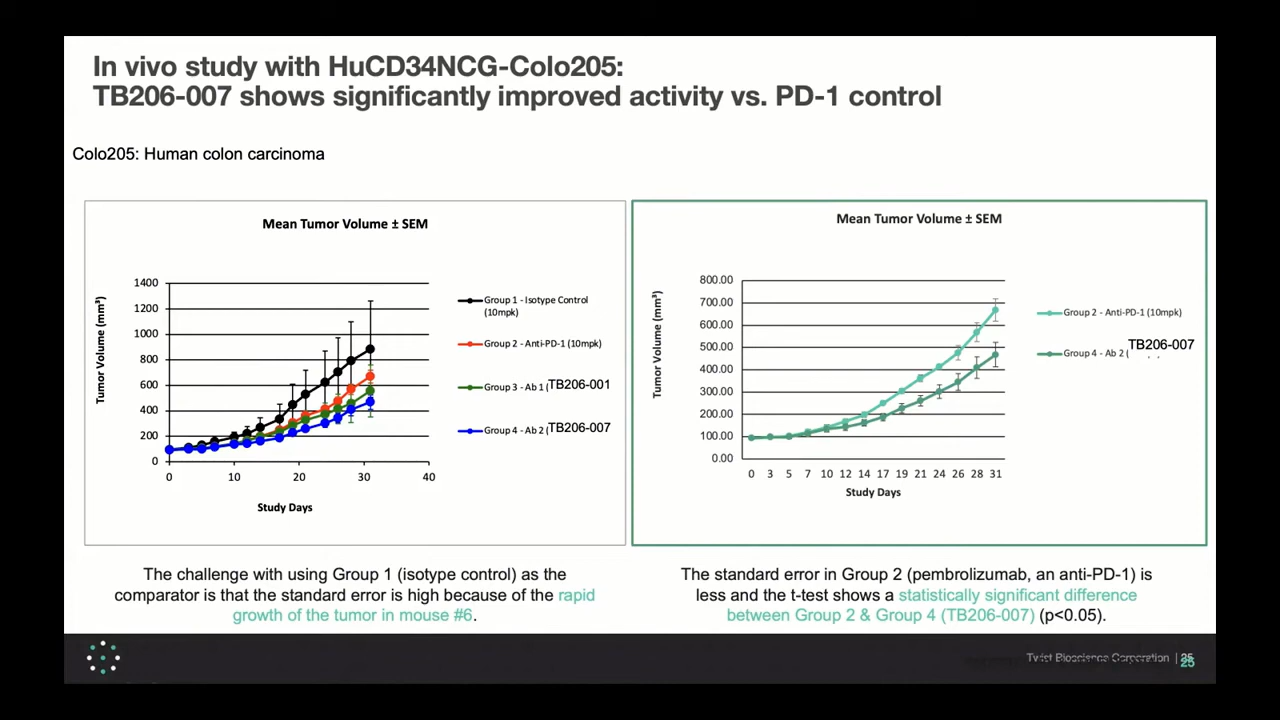 In vivo study with HuCD34NCG-Colo205:
TB206-007 shows significantly improved activity vs. PD-1 control
Colo205: Human colon carcinoma
Mean Tumor Volume ± SEM
Tumor Volume (mm³)
1400
1200
1000
800
600
400
200
0
0 10 20 30 40
Study Days
Group 1 - Isotype Control
(10mpk)
Group 2 - Anti-PD-1 (10mpk)
Group 3 - Ab 1 (TB206-001
Group 4 - Ab 2 (TB206-007
The challenge with using Group 1 (isotype control) as the
comparator is that the standard error is high because of the rapid
growth of the tumor in mouse #6.
Mean Tumor Volume ± SEM
Tumor Volume (mm³)
800.00
700.00
600.00
500.00
400.00
300.00
200.00
100.00
0.00
0 3 5 7 10 12 14 17 19 21 24 26 28 31
Study Days
Group 2 - Anti-PD-1 (10mpk)
Group 4 - Ab 2 (TB206-007
The standard error in Group 2 (pembrolizumab, an anti-PD-1) is
less and the t-test shows a statistically significant difference
between Group 2 & Group 4 (TB206-007) (p<0.05).
Twist Bioscience Corporation | 25
25